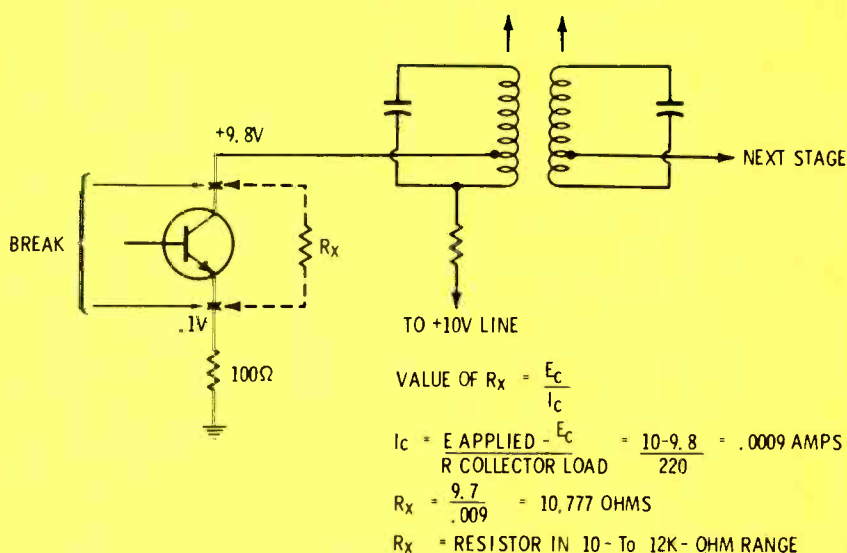 +9.8V
NEXT STAGE
BREAK
Rx
.1V
TO +10V LINE
100Ω
VALUE OF Rx = Ec / Ic
Ic = E APPLIED - Ec / R COLLECTOR LOAD = 10-9.8 / 220 = .0009 AMPS
Rx = 9.7 / .009 = 10,777 OHMS
Rx = RESISTOR IN 10- To 12K- OHM RANGE